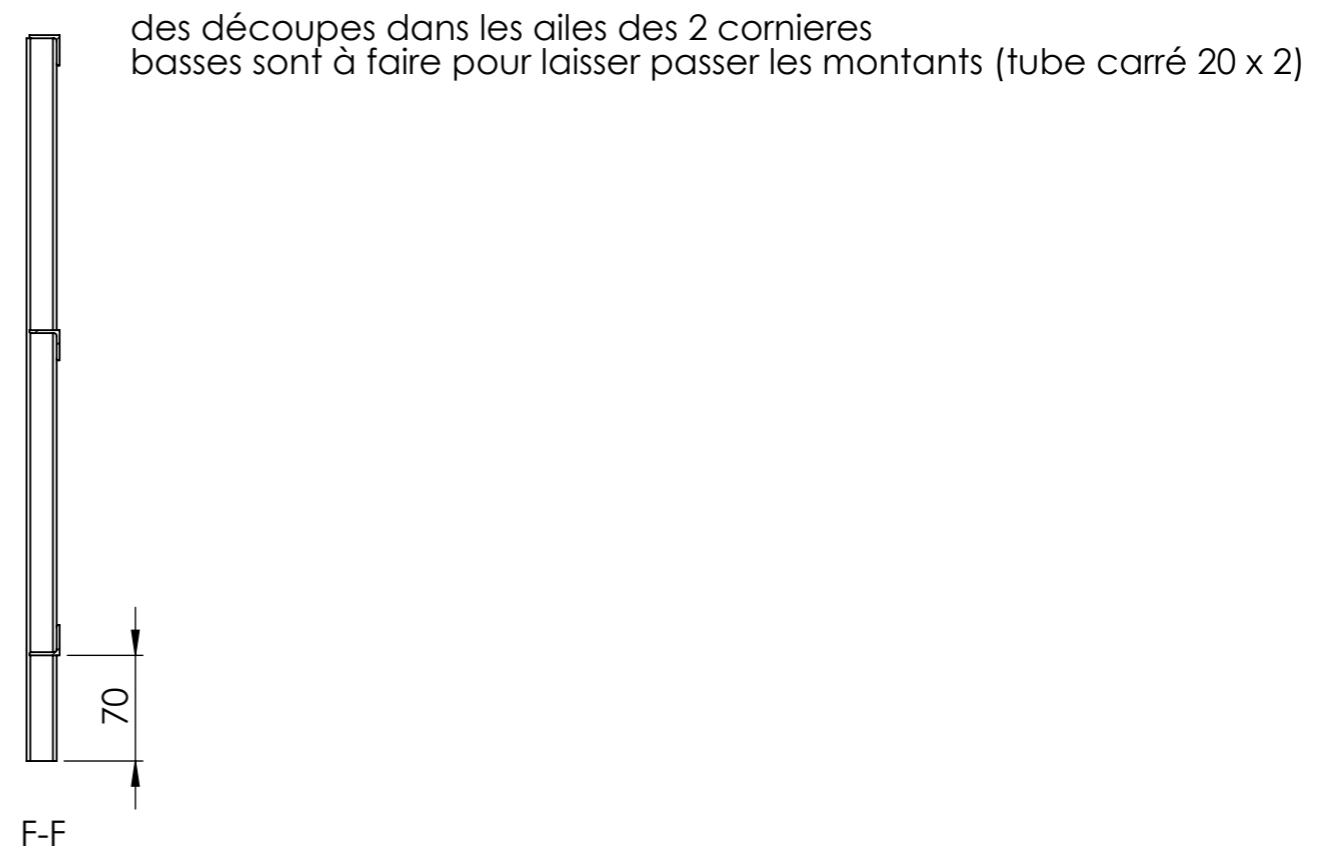 des découpes dans les ailes des 2 cornieres
basses sont à faire pour laisser passer les montants (tube carré 20 x 2)
70
F-F